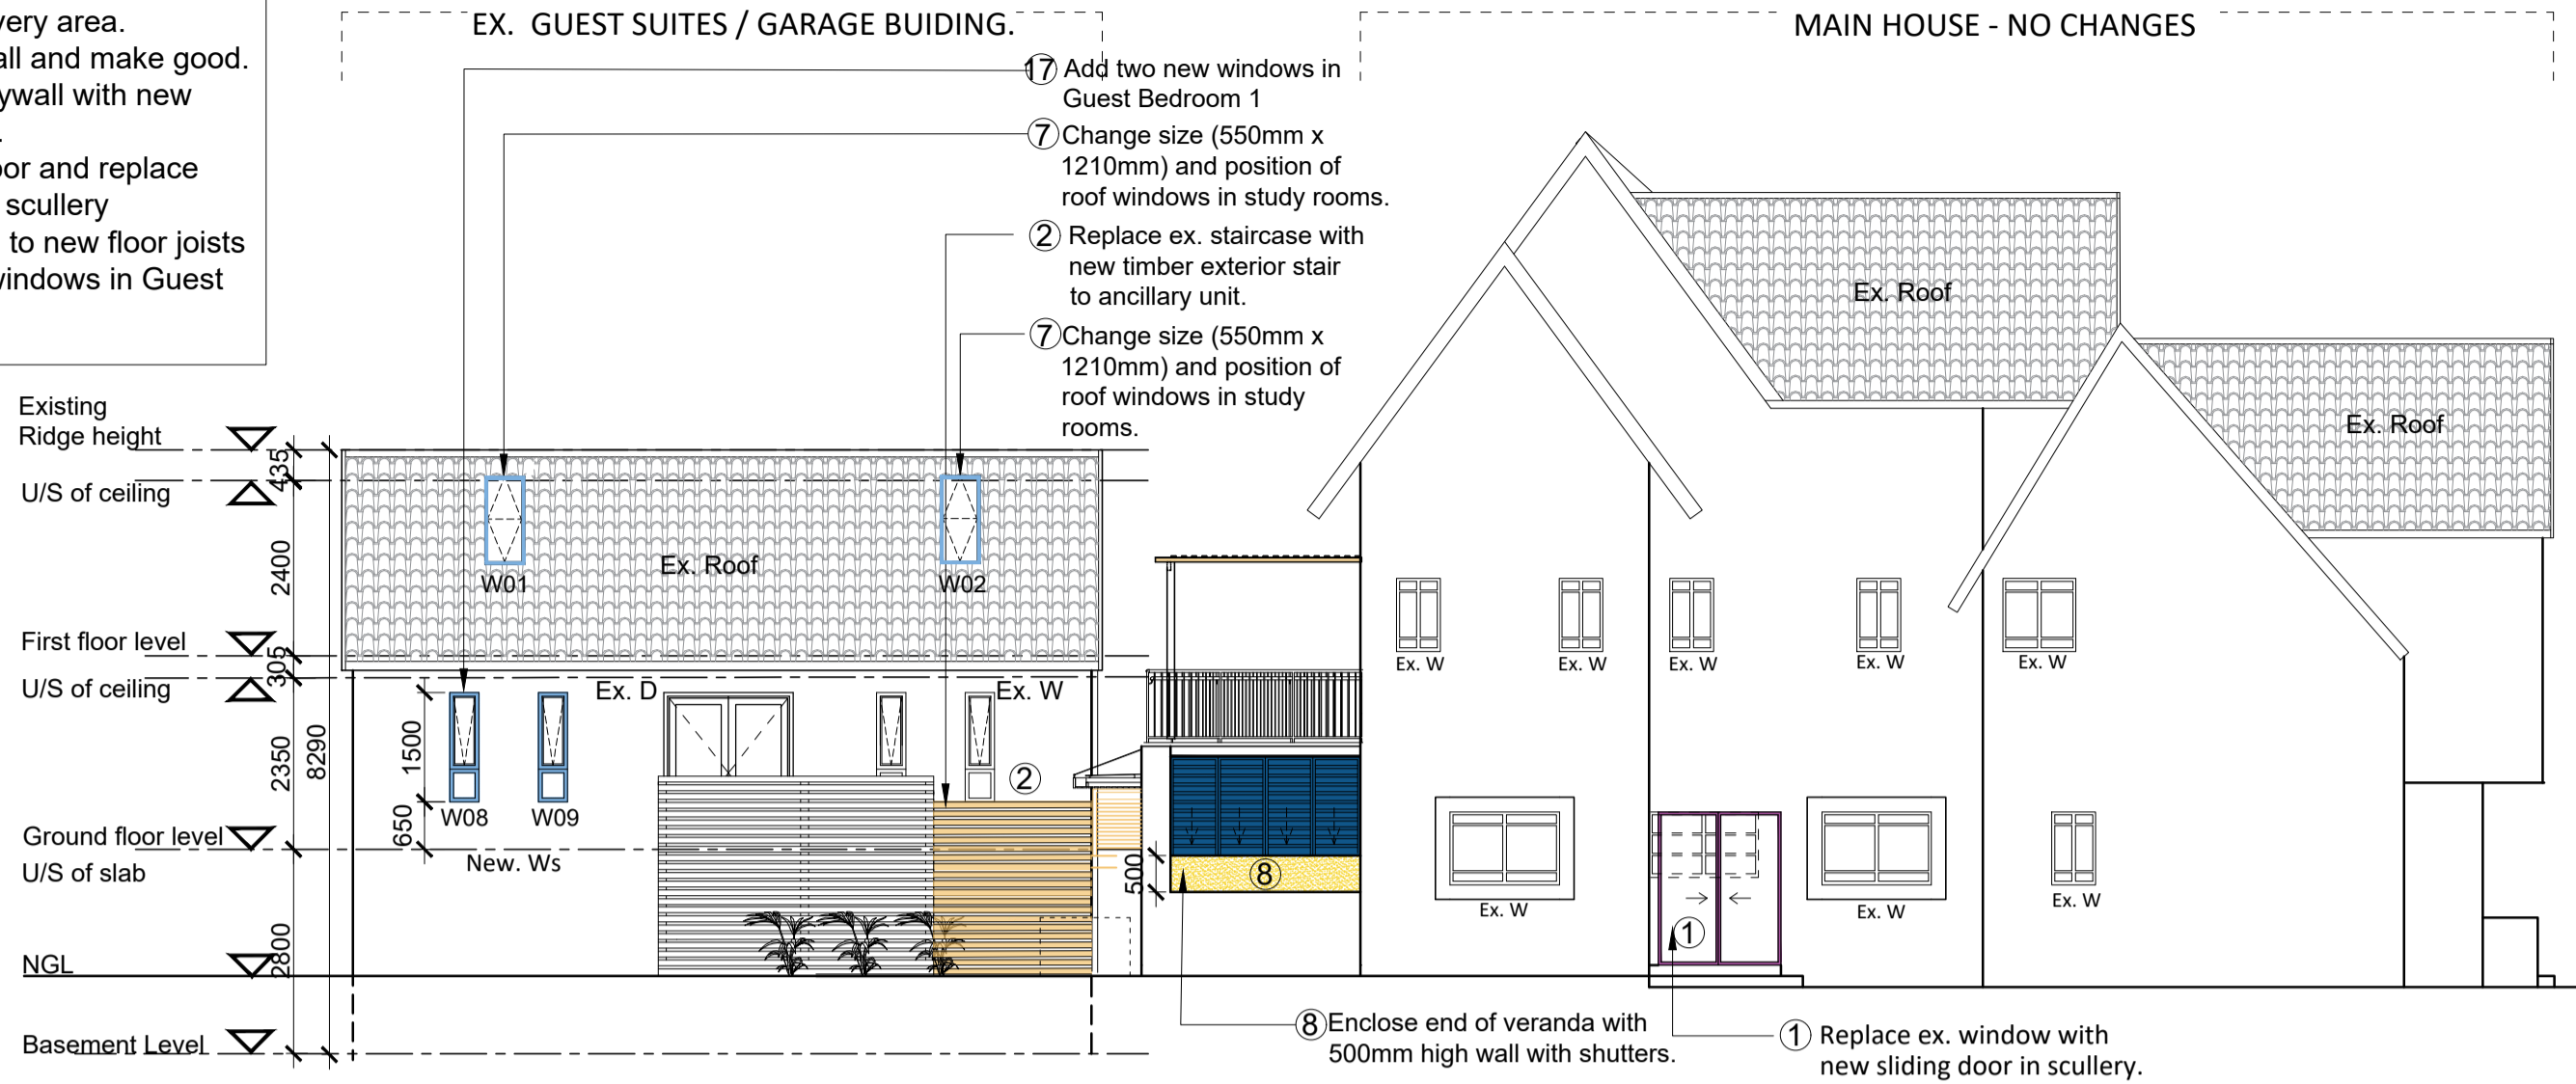 very area.
all and make good.
ywall with new
.
oor and replace
scullery
to new floor joists
windows in Guest
EX. GUEST SUITES / GARAGE BUIDING.
MAIN HOUSE - NO CHANGES
17 Add two new windows in
Guest Bedroom 1
7 Change size (550mm x
1210mm) and position of
roof windows in study rooms.
2 Replace ex. staircase with
new timber exterior stair
to ancillary unit.
7 Change size (550mm x
1210mm) and position of
roof windows in study
rooms.
Existing
Ridge height
U/S of ceiling
First floor level
U/S of ceiling
Ground floor level
U/S of slab
NGL
Basement Level
435
2400
305
2350
2800
8290
1500
650
500
W01
Ex. Roof
W02
Ex. Roof
Ex. Roof
Ex. D
Ex. W
2
W08
W09
New. Ws
8
Ex. W
Ex. W
Ex. W
Ex. W
Ex. W
Ex. W
Ex. W
Ex. W
1
8 Enclose end of veranda with
500mm high wall with shutters.
1 Replace ex. window with
new sliding door in scullery.